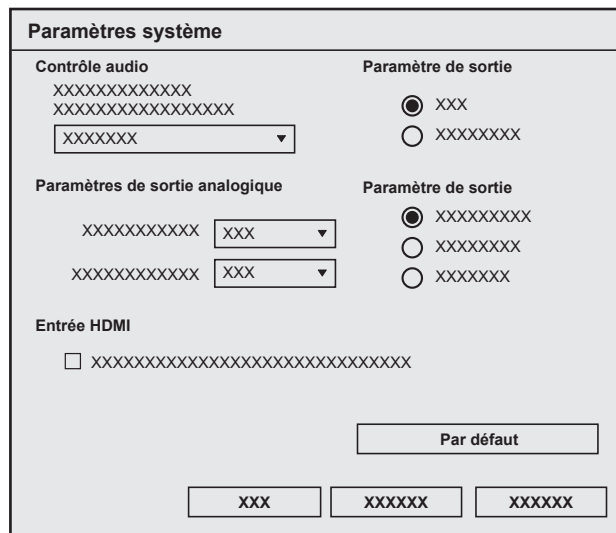 Paramètres système
Contrôle audio
XXXXXXXXXXXXX
XXXXXXXXXXXXXXXXX
XXXXXXX
Paramètre de sortie
XXX
XXXXXXXX
Paramètres de sortie analogique
XXXXXXXXXXX XXX
XXXXXXXXXXXX XXX
Paramètre de sortie
XXXXXXXXX
XXXXXXXX
XXXXXXX
Entrée HDMI
XXXXXXXXXXXXXXXXXXXXXXXXXXXXXX
Par défaut
XXX XXXXXX XXXXXX